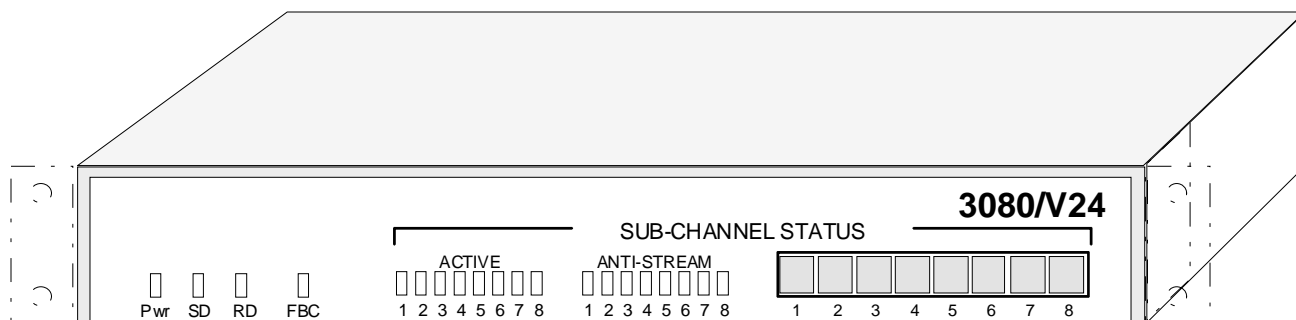 3080/V24
SUB-CHANNEL STATUS
ACTIVE
ANTI-STREAM
Pwr SD RD FBC
1 2 3 4 5 6 7 8
1 2 3 4 5 6 7 8
1 2 3 4 5 6 7 8